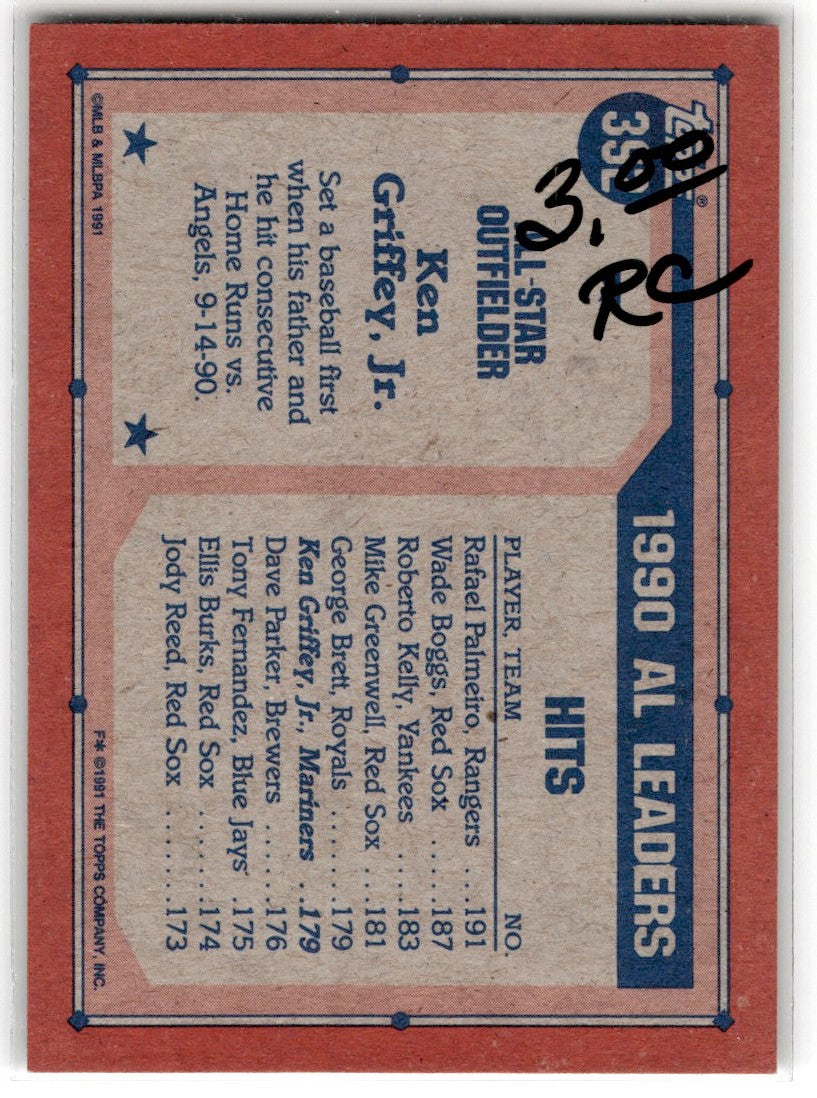 topps®
3.00
RC
ALL-STAR
OUTFIELDER
Ken
Griffey, Jr.
Set a baseball first
when his father and
he hit consecutive
Home Runs vs.
Angels, 9-14-90.
1990 AL LEADERS
HITS
PLAYER, TEAM NO.
Rafael Palmeiro, Rangers ...191
Wade Boggs, Red Sox .....187
Roberto Kelly, Yankees ....183
Mike Greenwell, Red Sox ...181
George Brett, Royals .......179
Ken Griffey, Jr., Mariners ..179
Dave Parker, Brewers ......176
Tony Fernandez, Blue Jays .175
Ellis Burks, Red Sox .......174
Jody Reed, Red Sox .......173
©MLB & MLBPA 1991
F* ©1991 THE TOPPS COMPANY, INC.